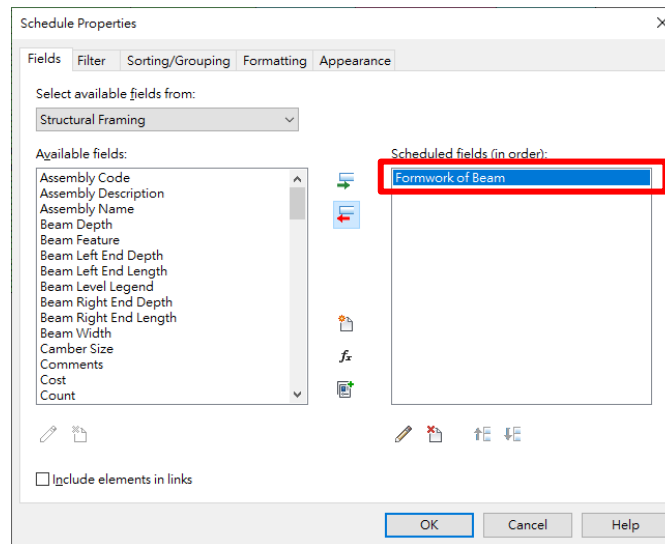 Schedule Properties
Fields Filter Sorting/Grouping Formatting Appearance
Select available fields from:
Structural Framing
Available fields:
Assembly Code
Assembly Description
Assembly Name
Beam Depth
Beam Feature
Beam Left End Depth
Beam Left End Length
Beam Level Legend
Beam Right End Depth
Beam Right End Length
Beam Width
Camber Size
Comments
Cost
Count
fx
Scheduled fields (in order):
Formwork of Beam
Include elements in links
OK Cancel Help